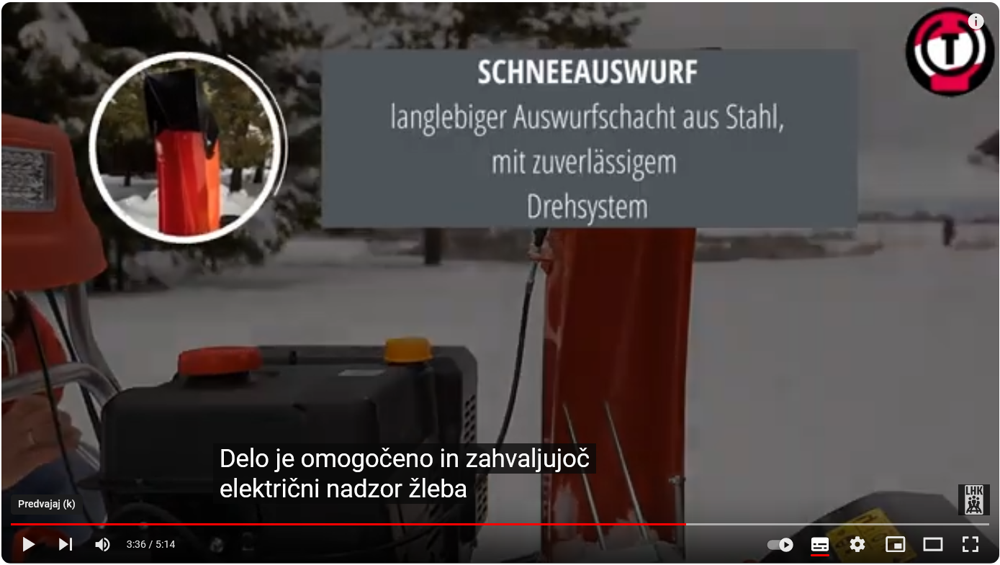 SCHNEEAUSWURF
langlebiger Auswurfschacht aus Stahl,
mit zuverlässigem
Drehsystem
T
i
Delo je omogočeno in zahvaljujoč
električni nadzor žleba
Predvajaj (k)
LHK
3:36 / 5:14